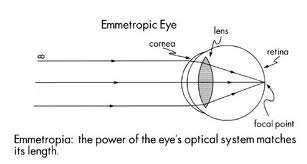 Emmetropic Eye
lens
cornea
retina
∞
focal point
Emmetropia: the power of the eye's optical system matches
its length.